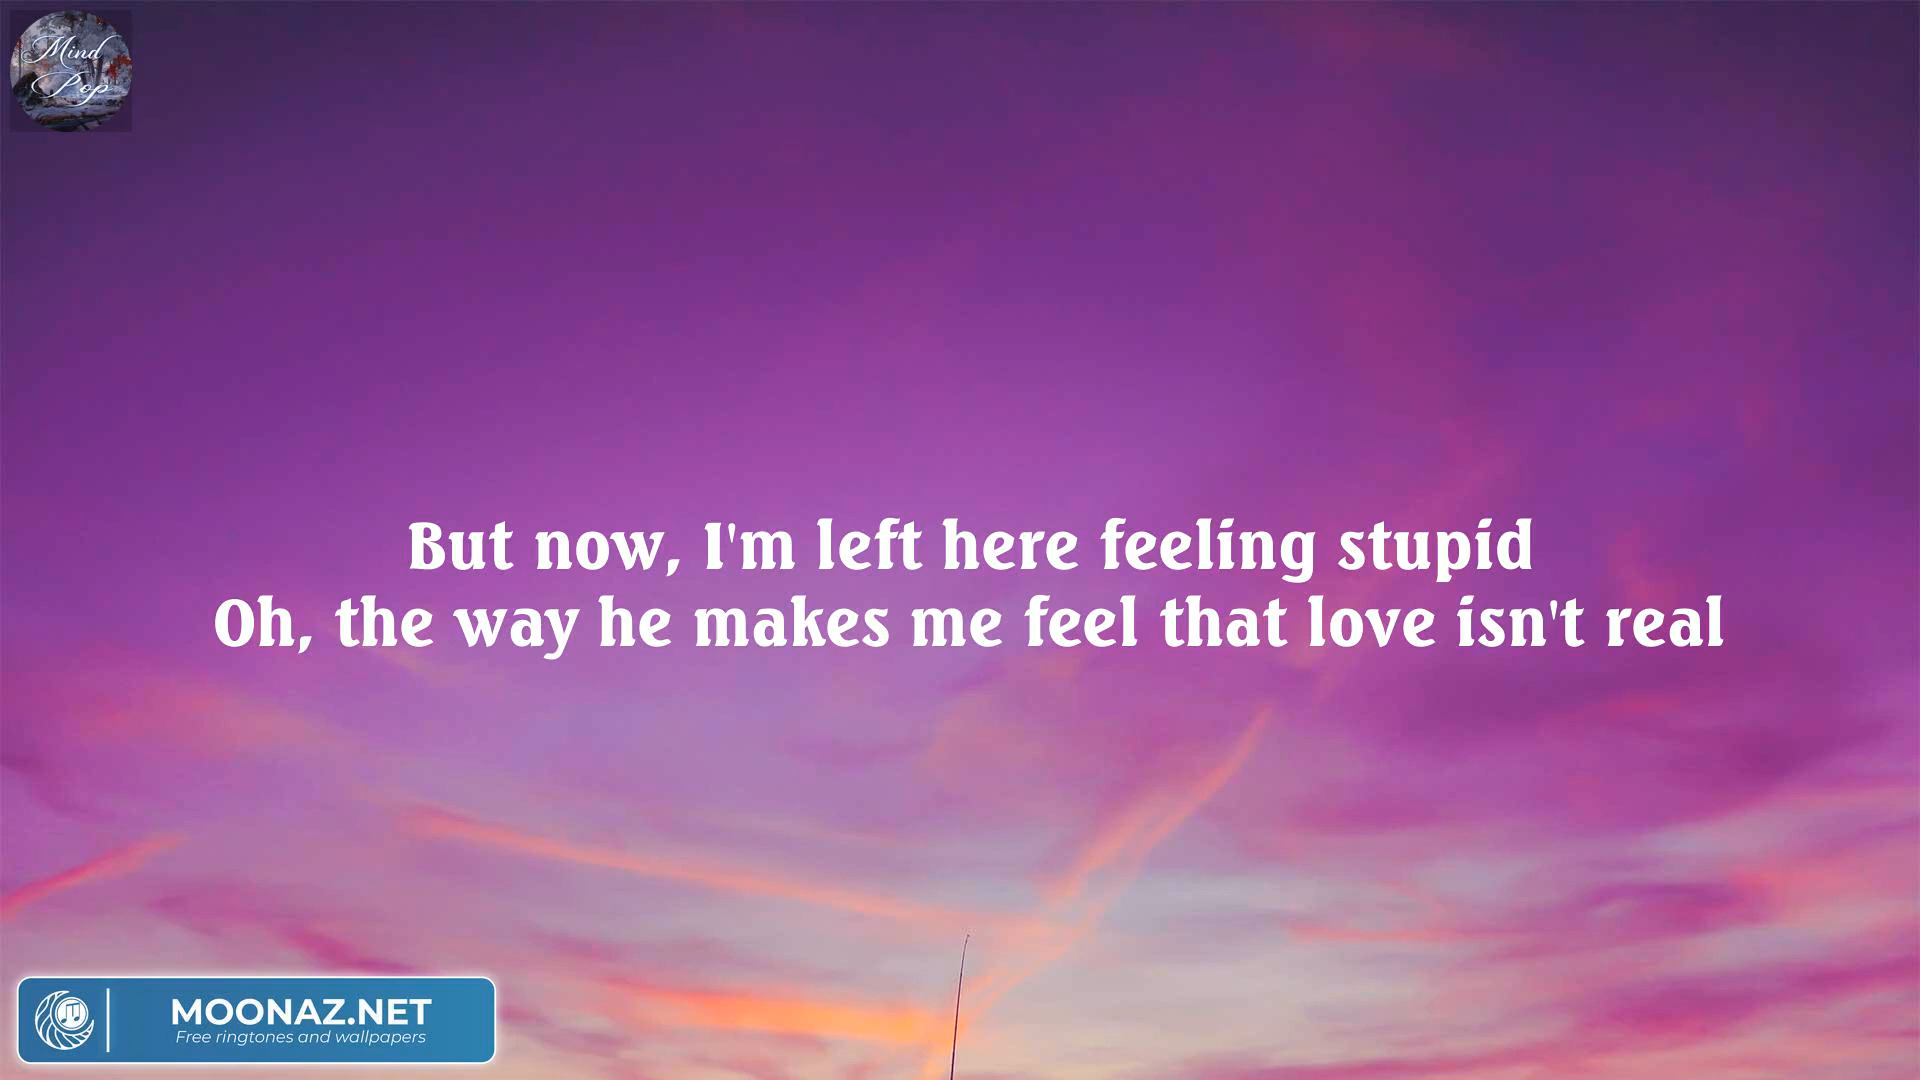 Mind
Pop
But now, I'm left here feeling stupid
Oh, the way he makes me feel that love isn't real
MOONAZ.NET
Free ringtones and wallpapers